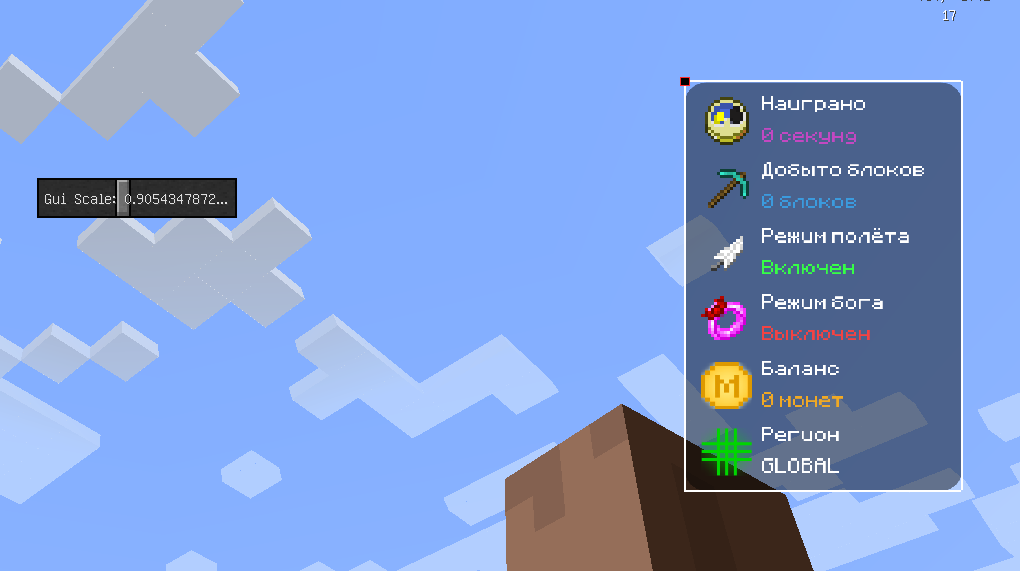 17
Gui Scale: 0.9054347872...
Наиграно
0 секунд
Добыто блоков
0 блоков
Режим полёта
Включен
Режим бога
Выключен
Баланс
M
0 монет
Регион
GLOBAL